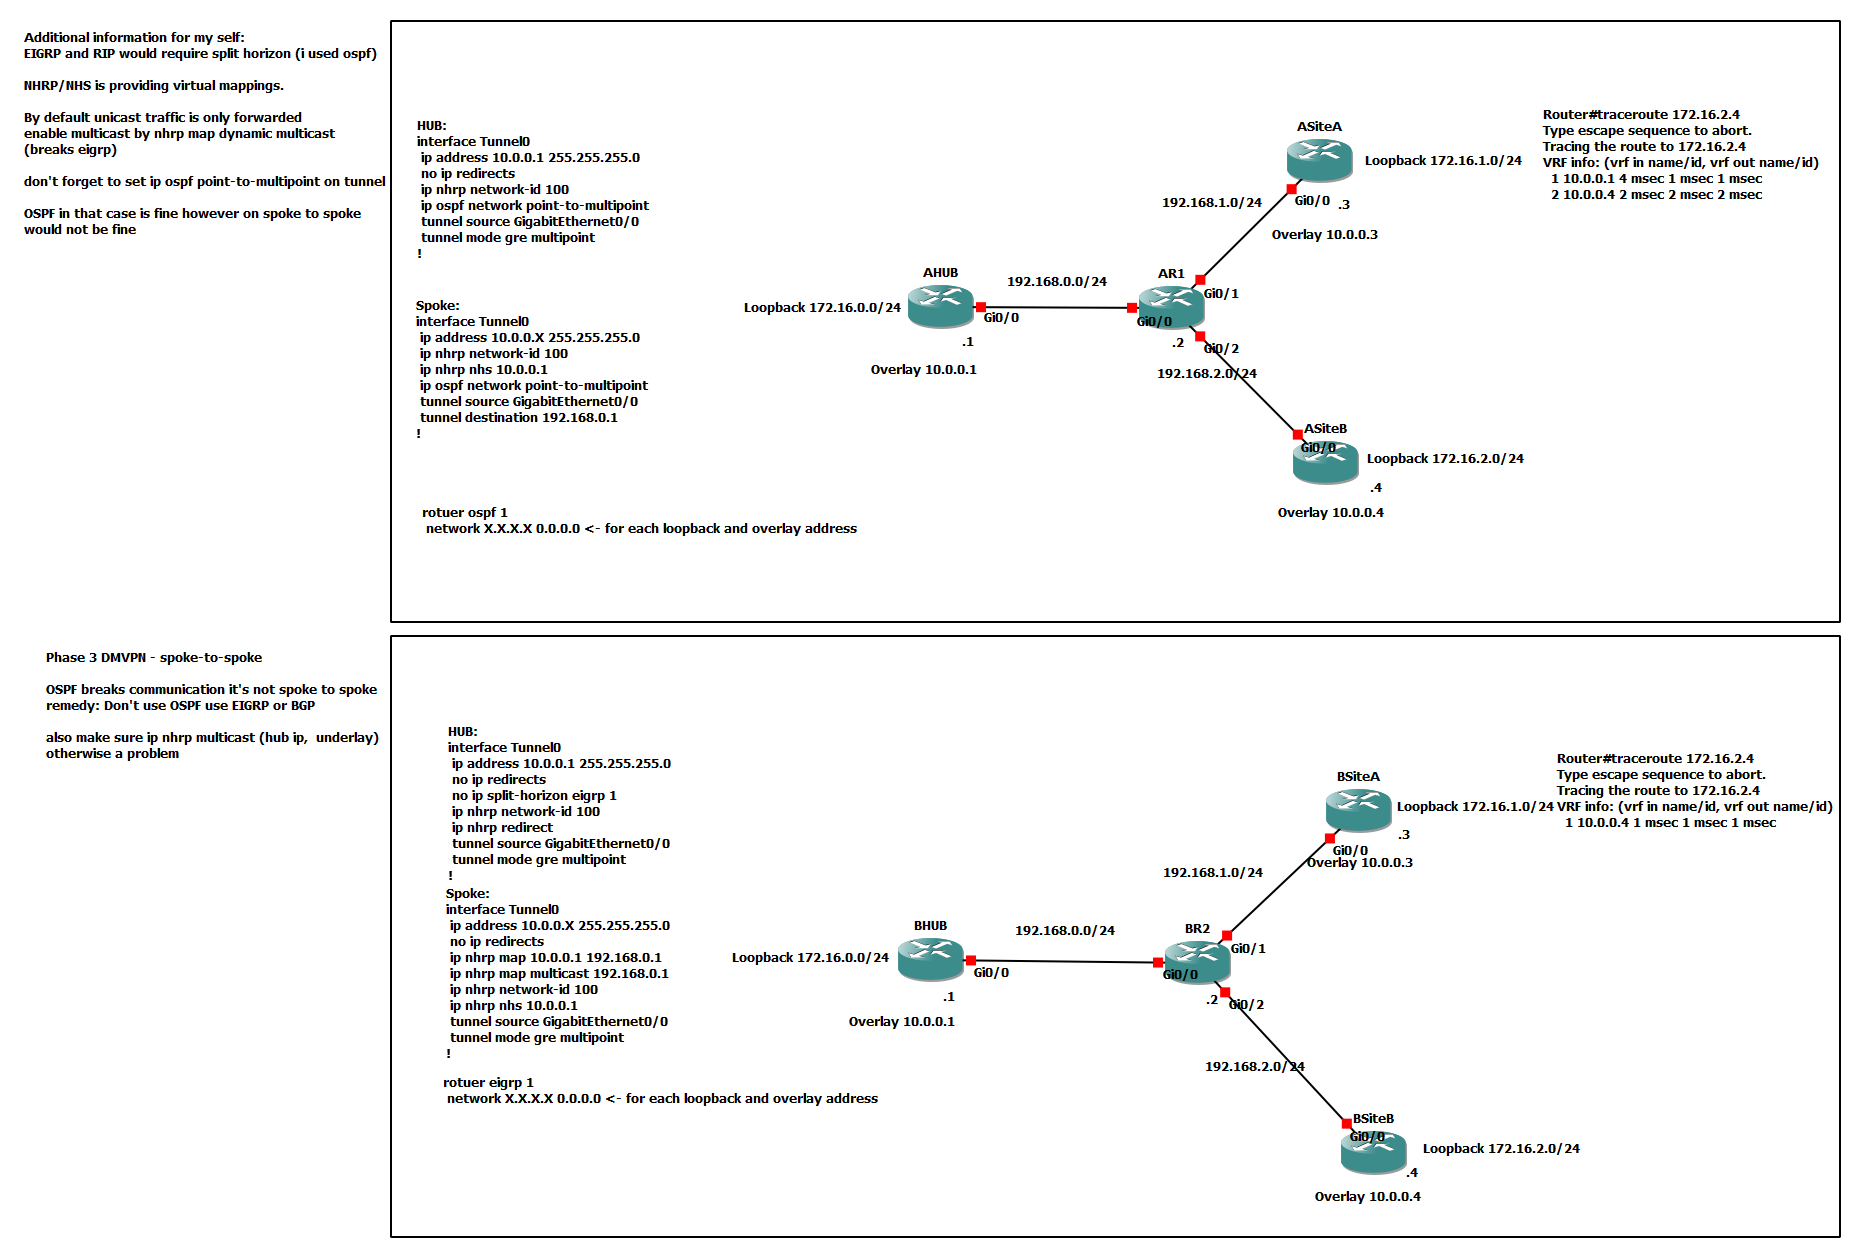 Additional information for my self:
EIGRP and RIP would require split horizon (i used ospf)
NHRP/NHS is providing virtual mappings.
By default unicast traffic is only forwarded
enable multicast by nhrp map dynamic multicast
(breaks eigrp)
don't forget to set ip ospf point-to-multipoint on tunnel
OSPF in that case is fine however on spoke to spoke
would not be fine
HUB:
interface Tunnel0
ip address 10.0.0.1 255.255.255.0
no ip redirects
ip nhrp network-id 100
ip ospf network point-to-multipoint
tunnel source GigabitEthernet0/0
tunnel mode gre multipoint
!
Spoke:
interface Tunnel0
ip address 10.0.0.X 255.255.255.0
ip nhrp network-id 100
ip nhrp nhs 10.0.0.1
ip ospf network point-to-multipoint
tunnel source GigabitEthernet0/0
tunnel destination 192.168.0.1
!
rotuer ospf 1
network X.X.X.X 0.0.0.0 <- for each loopback and overlay address
AHUB
Loopback 172.16.0.0/24
Gi0/0
.1
Overlay 10.0.0.1
192.168.0.0/24
AR1
Gi0/0
Gi0/1
.2
Gi0/2
192.168.1.0/24
192.168.2.0/24
ASiteA
Loopback 172.16.1.0/24
Gi0/0
.3
Overlay 10.0.0.3
ASiteB
Gi0/0
Loopback 172.16.2.0/24
.4
Overlay 10.0.0.4
Router#traceroute 172.16.2.4
Type escape sequence to abort.
Tracing the route to 172.16.2.4
VRF info: (vrf in name/id, vrf out name/id)
1 10.0.0.1 4 msec 1 msec 1 msec
2 10.0.0.4 2 msec 2 msec 2 msec
Phase 3 DMVPN - spoke-to-spoke
OSPF breaks communication it's not spoke to spoke
remedy: Don't use OSPF use EIGRP or BGP
also make sure ip nhrp multicast (hub ip,  underlay)
otherwise a problem
HUB:
interface Tunnel0
ip address 10.0.0.1 255.255.255.0
no ip redirects
no ip split-horizon eigrp 1
ip nhrp network-id 100
ip nhrp redirect
tunnel source GigabitEthernet0/0
tunnel mode gre multipoint
!
Spoke:
interface Tunnel0
ip address 10.0.0.X 255.255.255.0
no ip redirects
ip nhrp map 10.0.0.1 192.168.0.1
ip nhrp map multicast 192.168.0.1
ip nhrp network-id 100
ip nhrp nhs 10.0.0.1
tunnel source GigabitEthernet0/0
tunnel mode gre multipoint
!
rotuer eigrp 1
network X.X.X.X 0.0.0.0 <- for each loopback and overlay address
BHUB
Loopback 172.16.0.0/24
Gi0/0
.1
Overlay 10.0.0.1
192.168.0.0/24
BR2
Gi0/0
Gi0/1
.2
Gi0/2
192.168.1.0/24
192.168.2.0/24
BSiteA
Loopback 172.16.1.0/24
.3
Gi0/0
Overlay 10.0.0.3
BSiteB
Gi0/0
Loopback 172.16.2.0/24
.4
Overlay 10.0.0.4
Router#traceroute 172.16.2.4
Type escape sequence to abort.
Tracing the route to 172.16.2.4
VRF info: (vrf in name/id, vrf out name/id)
1 10.0.0.4 1 msec 1 msec 1 msec